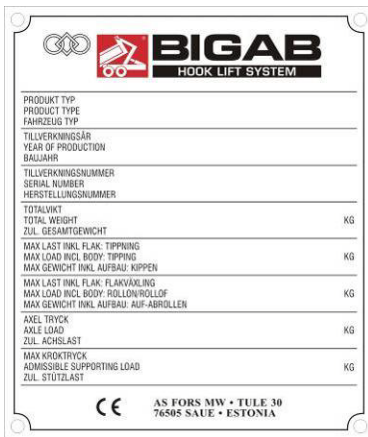 BIGAB
HOOK LIFT SYSTEM
PRODUKT TYP
PRODUCT TYPE
FAHRZEUG TYP
TILLVERKNINGSÅR
YEAR OF PRODUCTION
BAUJAHR
TILLVERKNINGSNUMMER
SERIAL NUMBER
HERSTELLUNGSNUMMER
TOTALVIKT
TOTAL WEIGHT KG
ZUL. GESAMTGEWICHT
MAX LAST INKL FLAK: TIPPNING
MAX LOAD INCL BODY: TIPPING KG
MAX GEWICHT INKL AUFBAU: KIPPEN
MAX LAST INKL FLAK: FLAKVÄXLING
MAX LOAD INCL BODY: ROLLON/ROLLOF KG
MAX GEWICHT INKL AUFBAU: AUF-ABROLLEN
AXEL TRYCK
AXLE LOAD KG
ZUL. ACHSLAST
MAX KROKTRYCK
ADMISSIBLE SUPPORTING LOAD KG
ZUL. STÜTZLAST
CE AS FORS MW • TULE 30
76505 SAUE • ESTONIA